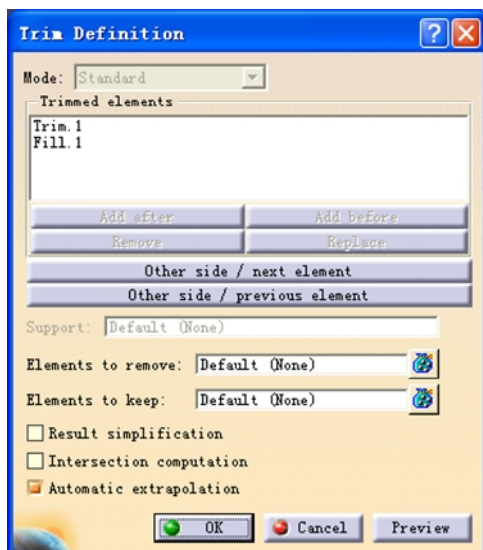 Trim Definition
?
Mode: Standard
Trimmed elements
Trim.1
Fill.1
Add after Add before
Remove Replace
Other side / next element
Other side / previous element
Support: Default (None)
Elements to remove: Default (None)
Elements to keep: Default (None)
Result simplification
Intersection computation
Automatic extrapolation
OK Cancel Preview